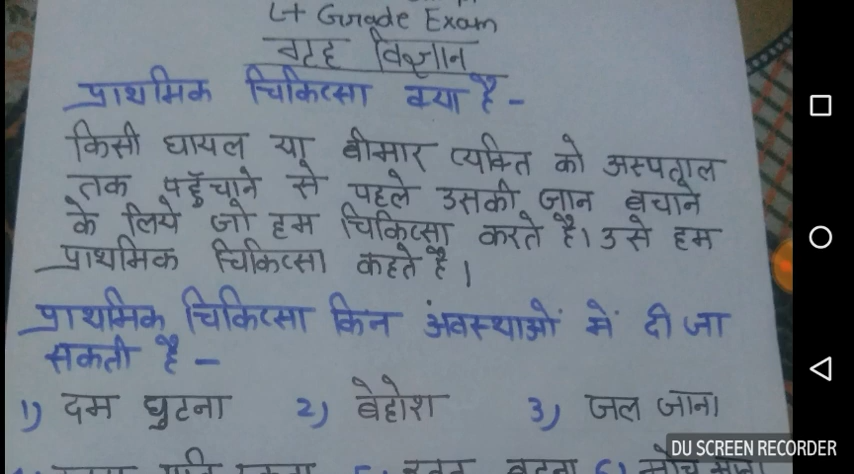 Lt Grade Exam
गृह विज्ञान
प्राथमिक चिकित्सा क्या है -
किसी घायल या बीमार व्यक्ति को अस्पताल
तक पहुँचाने से पहले उसकी जान बचाने
के लिये जो हम चिकित्सा करते है। उसे हम
प्राथमिक चिकित्सा कहते है।
प्राथमिक चिकित्सा किन अवस्थाओं में दी जा
सकती है -
1) दम घुटना 2) बेहोश 3) जल जाना
DU SCREEN RECORDER